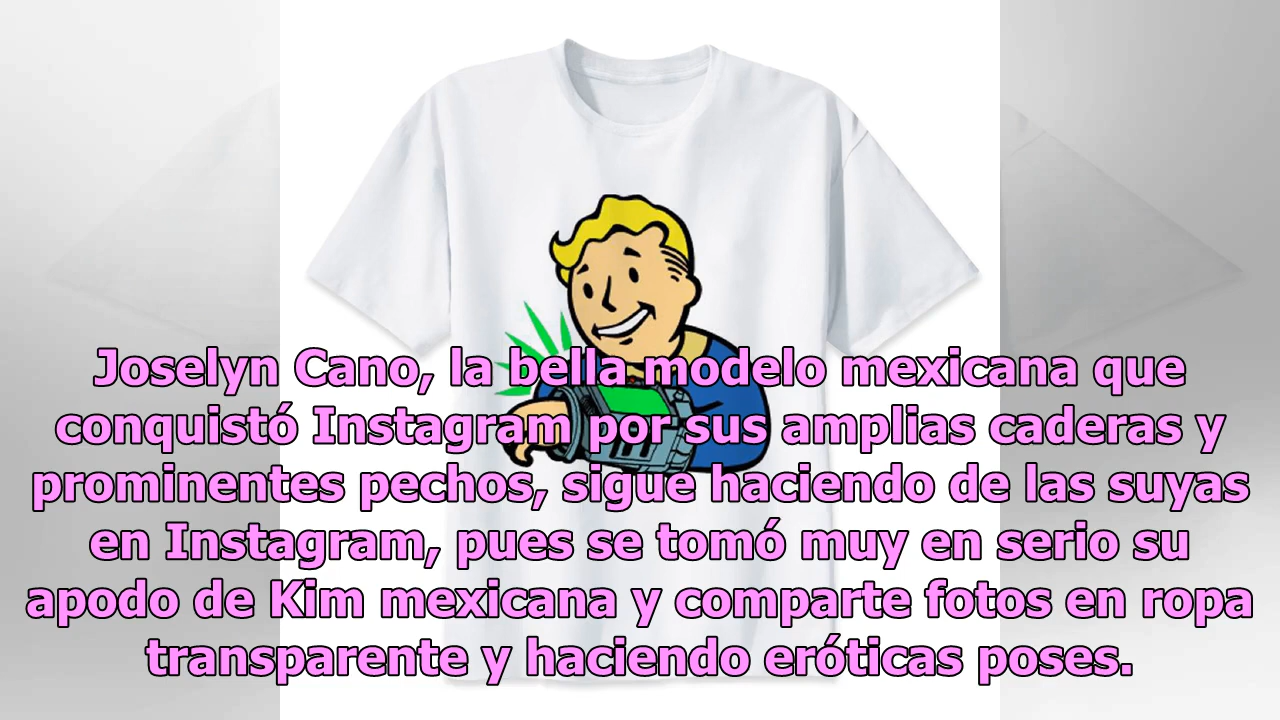 Joselyn Cano, la bella modelo mexicana que
conquistó Instagram por sus amplias caderas y
prominentes pechos, sigue haciendo de las suyas
en Instagram, pues se tomó muy en serio su
apodo de Kim mexicana y comparte fotos en ropa
transparente y haciendo eróticas poses.